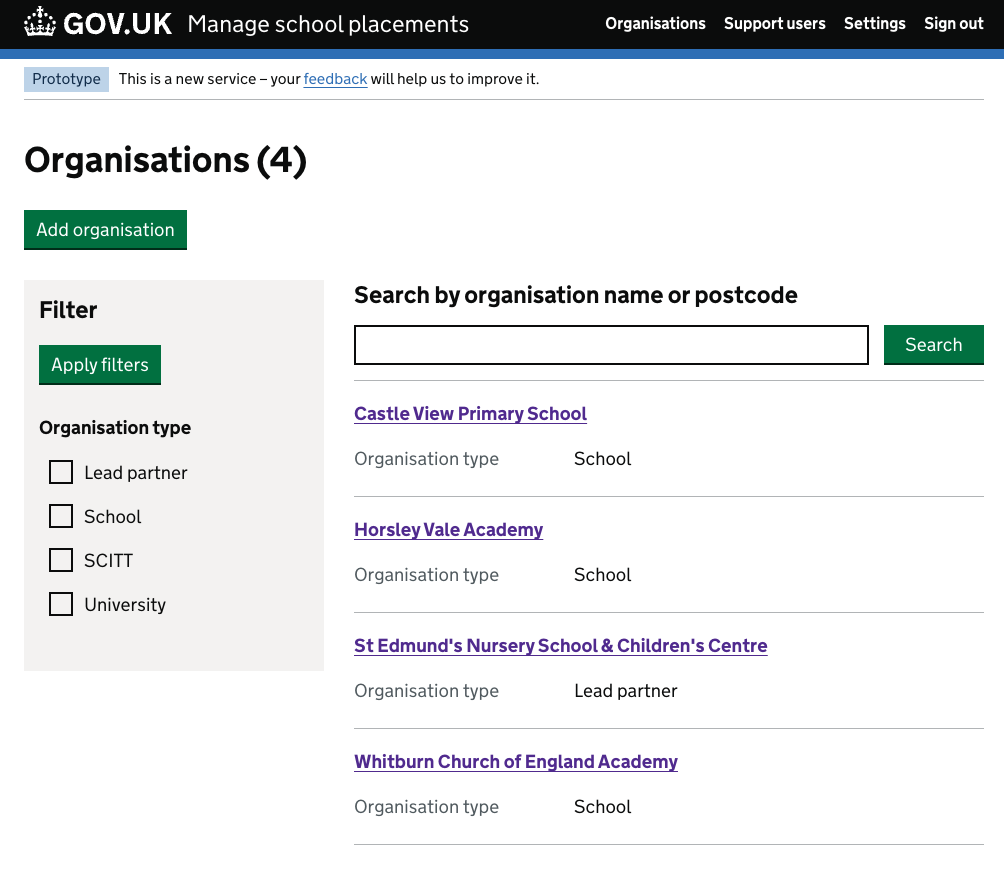 GOV.UK Manage school placements Organisations Support users Settings Sign out
Prototype This is a new service – your feedback will help us to improve it.
Organisations (4)
Add organisation
Filter
Apply filters
Organisation type
Lead partner
School
SCITT
University
Search by organisation name or postcode
Search
Castle View Primary School
Organisation type School
Horsley Vale Academy
Organisation type School
St Edmund's Nursery School & Children's Centre
Organisation type Lead partner
Whitburn Church of England Academy
Organisation type School